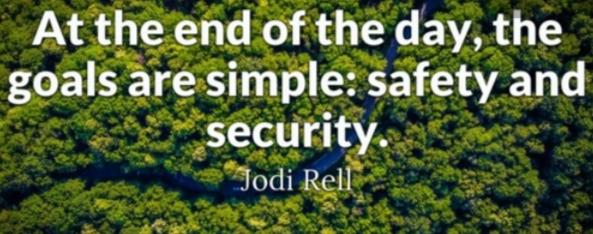 At the end of the day, the
goals are simple: safety and
security.
Jodi Rell